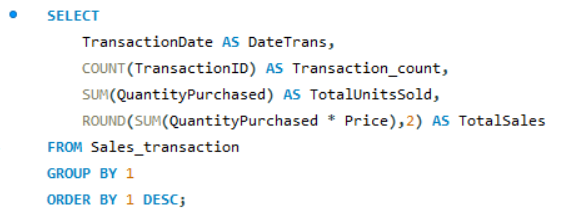 SELECT
TransactionDate AS DateTrans,
COUNT(TransactionID) AS Transaction_count,
SUM(QuantityPurchased) AS TotalUnitsSold,
ROUND(SUM(QuantityPurchased * Price),2) AS TotalSales
FROM Sales_transaction
GROUP BY 1
ORDER BY 1 DESC;